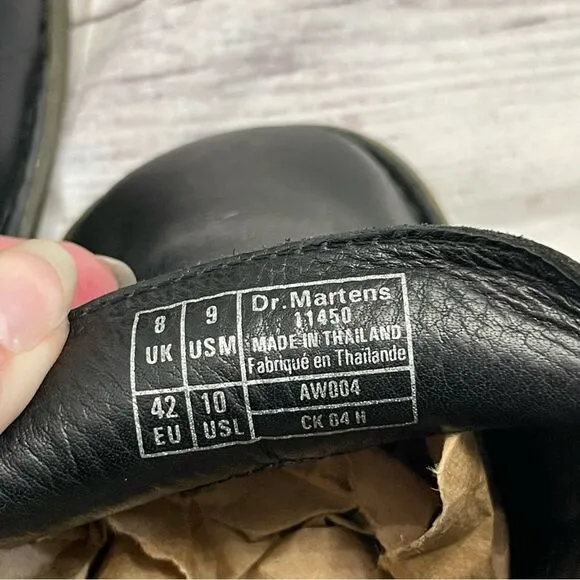 8 UK
9 USM
42 EU
10 USL
Dr.Martens
11450
MADE IN THAILAND
Fabriqué en Thaïlande
AW004
CK 64 H